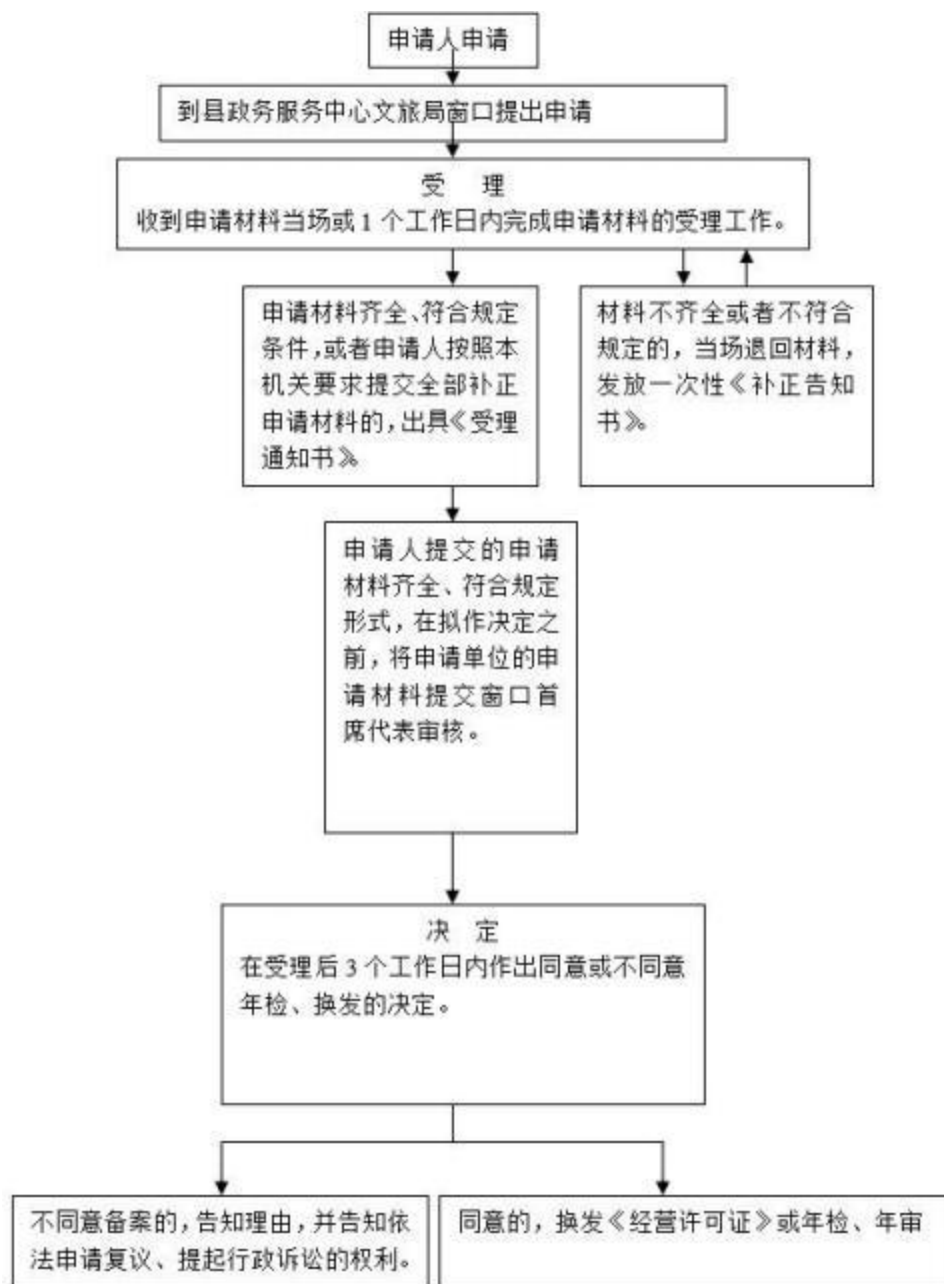 申请人申请
到县政务服务中心文旅局窗口提出申请
受 理
收到申请材料当场或1个工作日内完成申请材料的受理工作。
申请材料齐全、符合规定
条件,或者申请人按照本
机关要求提交全部补正
申请材料的,出具《受理
通知书》。
材料不齐全或者不符合
规定的,当场退回材料,
发放一次性《补正告知
书》。
申请人提交的申请
材料齐全、符合规定
形式,在拟作决定之
前,将申请单位的申
请材料提交窗口首
席代表审核。
决 定
在受理后3个工作日内作出同意或不同意
年检、换发的决定。
不同意备案的,告知理由,并告知依
法申请复议、提起行政诉讼的权利。
同意的,换发《经营许可证》或年检、年审